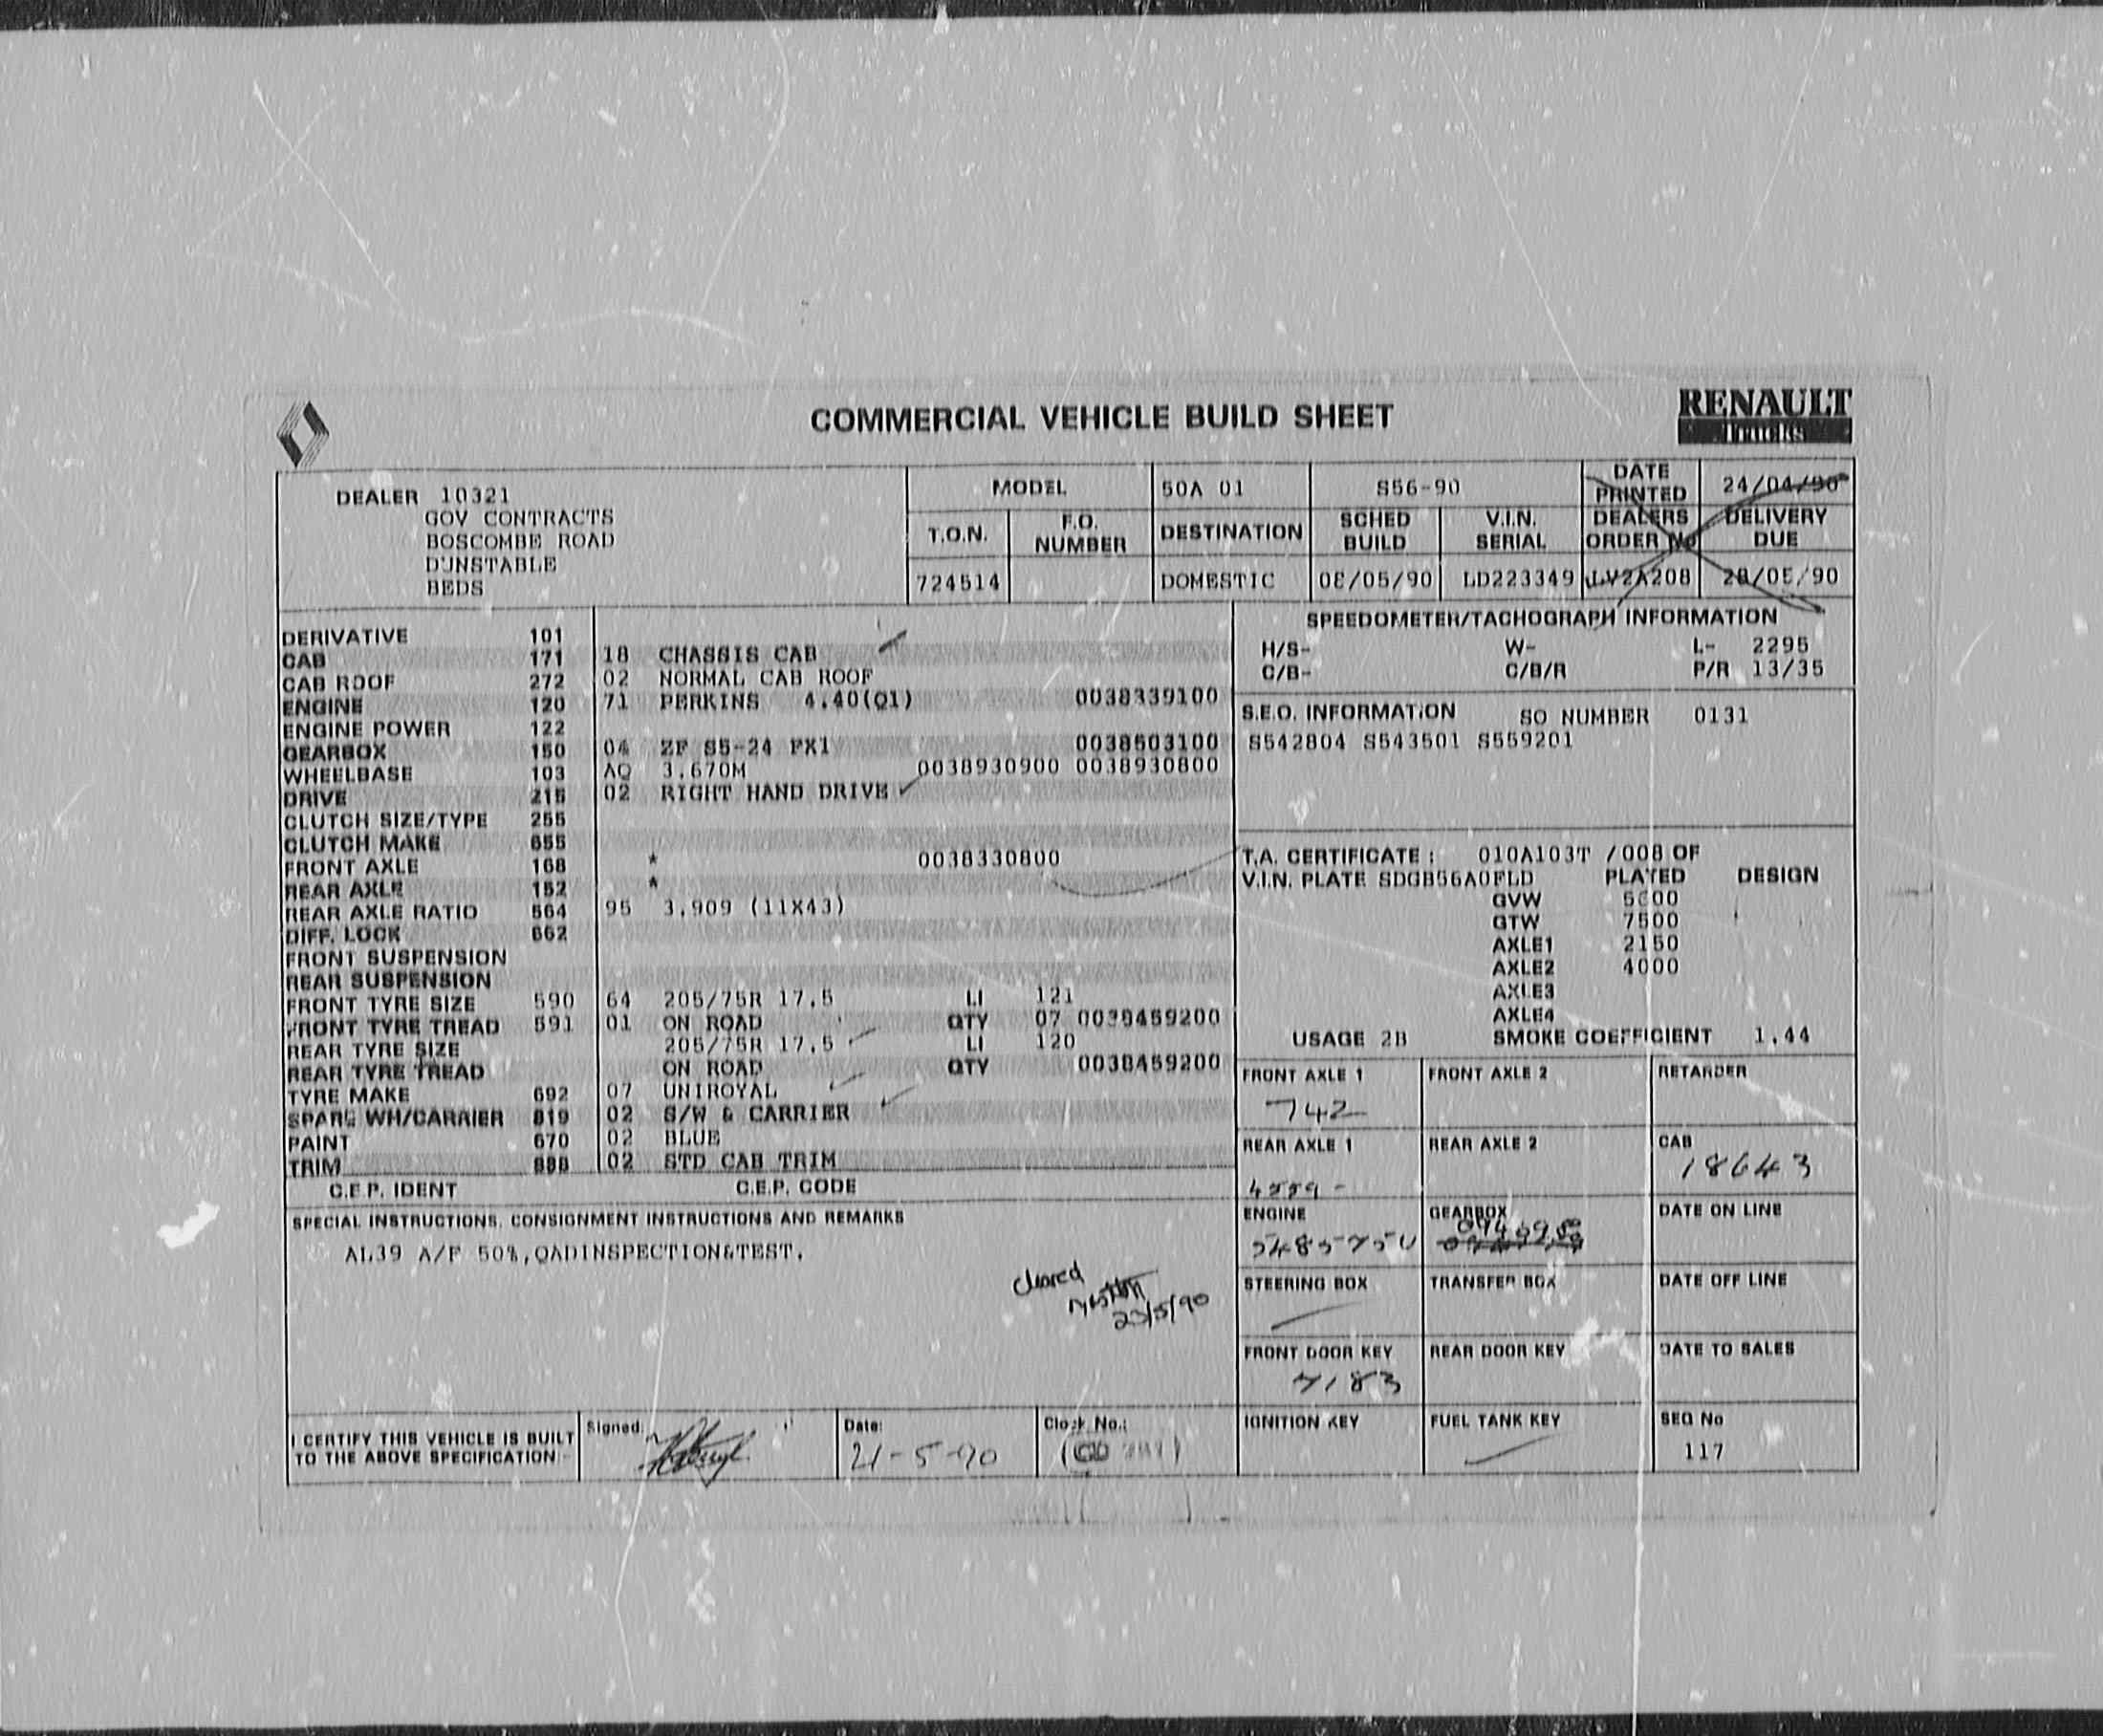 COMMERCIAL VEHICLE BUILD SHEET
RENAULT
Trucks
DEALER 10321
GOV CONTRACTS
BOSCOMBE ROAD
DUNSTABLE
BEDS
MODEL 50A 01 S56-90 DATE PRINTED 24/04/90
T.O.N. F.O. NUMBER DESTINATION SCHED BUILD V.I.N. SERIAL DEALERS ORDER No DELIVERY DUE
724514 DOMESTIC 08/05/90 LD223349 LV2A208 28/05/90
DERIVATIVE 101
CAB 171 18 CHASSIS CAB
CAB ROOF 272 02 NORMAL CAB ROOF
ENGINE 120 71 PERKINS 4.40(Q1) 0038339100
ENGINE POWER 122
GEARBOX 150 04 ZF S5-24 FX1 0038503100
WHEELBASE 103 AQ 3.670M 0038930900 0038930800
DRIVE 215 02 RIGHT HAND DRIVE
CLUTCH SIZE/TYPE 255
CLUTCH MAKE 655
FRONT AXLE 168 * 0038330800
REAR AXLE 152 *
REAR AXLE RATIO 564 95 3.909 (11X43)
DIFF. LOCK 662
FRONT SUSPENSION
REAR SUSPENSION
FRONT TYRE SIZE 590 64 205/75R 17.5 LI 121
FRONT TYRE TREAD 591 01 ON ROAD QTY 07 0038459200
REAR TYRE SIZE 205/75R 17.5 LI 120
REAR TYRE TREAD ON ROAD QTY 0038459200
TYRE MAKE 692 07 UNIROYAL
SPARE WH/CARRIER 819 02 S/W & CARRIER
PAINT 670 02 BLUE
TRIM 888 02 STD CAB TRIM
C.E.P. IDENT C.E.P. CODE
SPECIAL INSTRUCTIONS, CONSIGNMENT INSTRUCTIONS AND REMARKS
AL39 A/F 50%,QADINSPECTION&TEST.
cleared
23/5/90
I CERTIFY THIS VEHICLE IS BUILT
TO THE ABOVE SPECIFICATION
Signed:
Date: 21-5-90
Clock No.:
SPEEDOMETER/TACHOGRAPH INFORMATION
H/S- W- L- 2295
C/B- C/B/R P/R 13/35
S.E.O. INFORMATION SO NUMBER 0131
S542804 S543501 S559201
T.A. CERTIFICATE : 010A103T /008 OF
V.I.N. PLATE SDGB56A0FLD PLATED DESIGN
GVW 5600
GTW 7500
AXLE1 2150
AXLE2 4000
AXLE3
AXLE4
USAGE 2B SMOKE COEFFICIENT 1.44
FRONT AXLE 1 FRONT AXLE 2 RETARDER
742
REAR AXLE 1 REAR AXLE 2 CAB
18643
ENGINE GEARBOX DATE ON LINE
STEERING BOX TRANSFER BOX DATE OFF LINE
FRONT DOOR KEY REAR DOOR KEY DATE TO SALES
7183
IGNITION KEY FUEL TANK KEY SEQ No
117